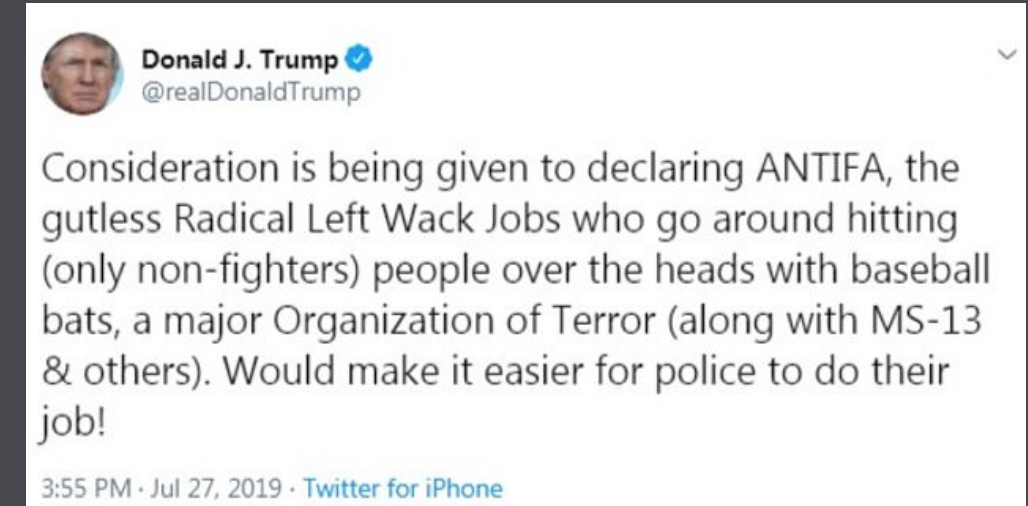 Donald J. Trump
@realDonaldTrump
Consideration is being given to declaring ANTIFA, the
gutless Radical Left Wack Jobs who go around hitting
(only non-fighters) people over the heads with baseball
bats, a major Organization of Terror (along with MS-13
& others). Would make it easier for police to do their
job!
3:55 PM · Jul 27, 2019 · Twitter for iPhone